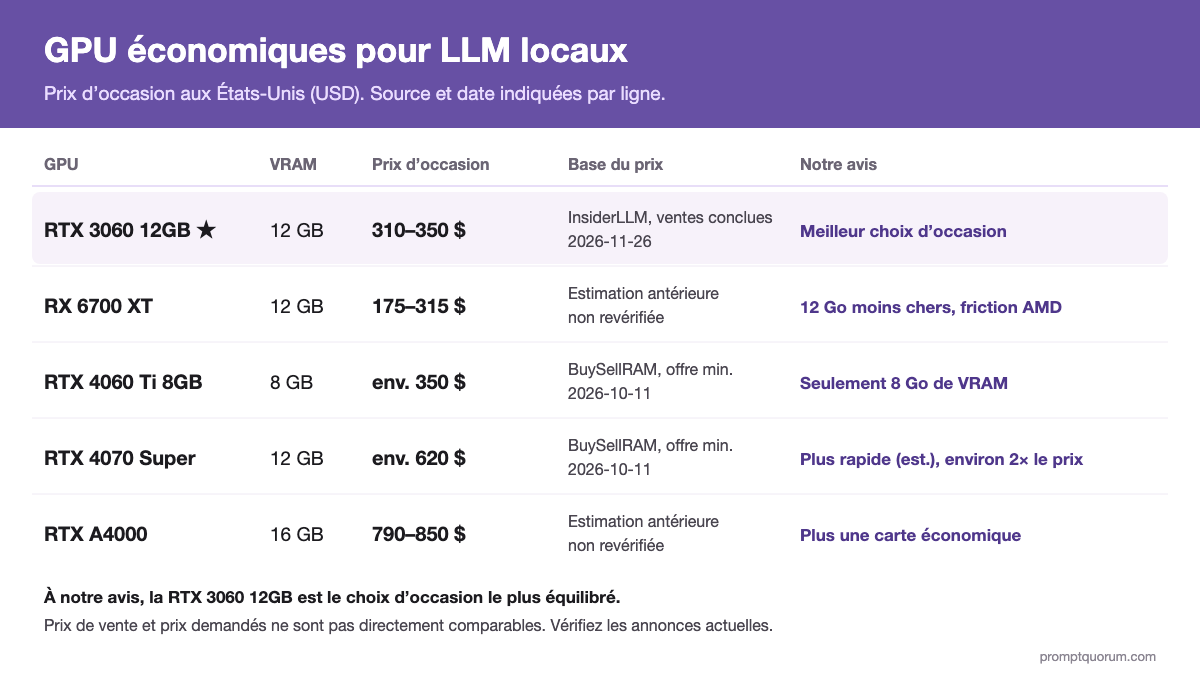 GPU économiques pour LLM locaux
Prix d’occasion aux États-Unis (USD). Source et date indiquées par ligne.
GPU VRAM Prix d’occasion Base du prix Notre avis
RTX 3060 12GB ★ 12 GB 310–350 $ InsiderLLM, ventes conclues 2026-11-26 Meilleur choix d’occasion
RX 6700 XT 12 GB 175–315 $ Estimation antérieure non revérifiée 12 Go moins chers, friction AMD
RTX 4060 Ti 8GB 8 GB env. 350 $ BuySellRAM, offre min. 2026-10-11 Seulement 8 Go de VRAM
RTX 4070 Super 12 GB env. 620 $ BuySellRAM, offre min. 2026-10-11 Plus rapide (est.), environ 2× le prix
RTX A4000 16 GB 790–850 $ Estimation antérieure non revérifiée Plus une carte économique
À notre avis, la RTX 3060 12GB est le choix d’occasion le plus équilibré.
Prix de vente et prix demandés ne sont pas directement comparables. Vérifiez les annonces actuelles.
promptquorum.com